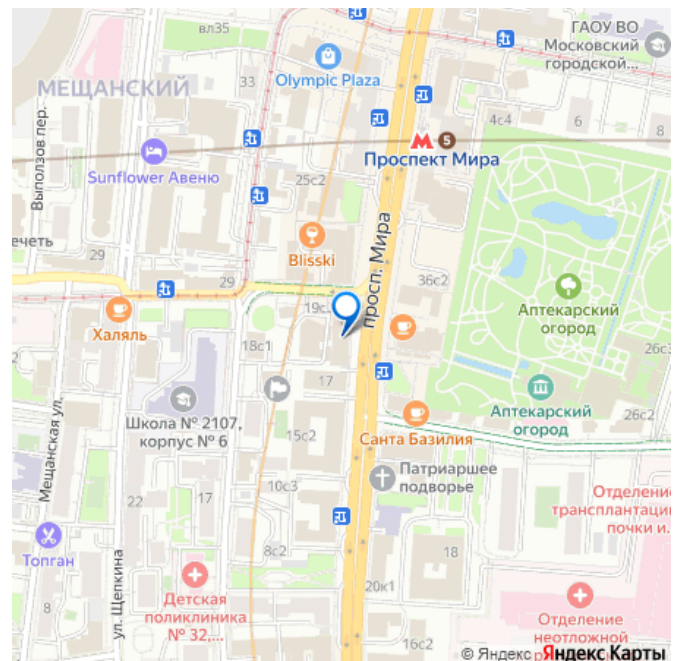 вл35
ГАОУ ВО
Московский
городской...
Olympic Plaza
33
МЕЩАНСКИЙ
4с4
6
8
Выползов пер.
5
Проспект Мира
Sunflower Авеню
25с2
просп. Мира
ечеть
29
29
Blisski
36с2
Аптекарский
огород
19с
Халяль
18с1
26с3
17
Аптекарский
огород
Школа № 2107,
корпус № 6
26с2
Мещанская ул.
15с2
Санта Базилия
Патриаршее
подворье
Отделение
трансплантации
почки и...
10с3
22
17
Топган
8с2
18
ул. Щепкина
Детская
поликлиника
№ 32,...
20к1
8
Отделение
неотложной
16с2
© Яндекс Яндекс Карты